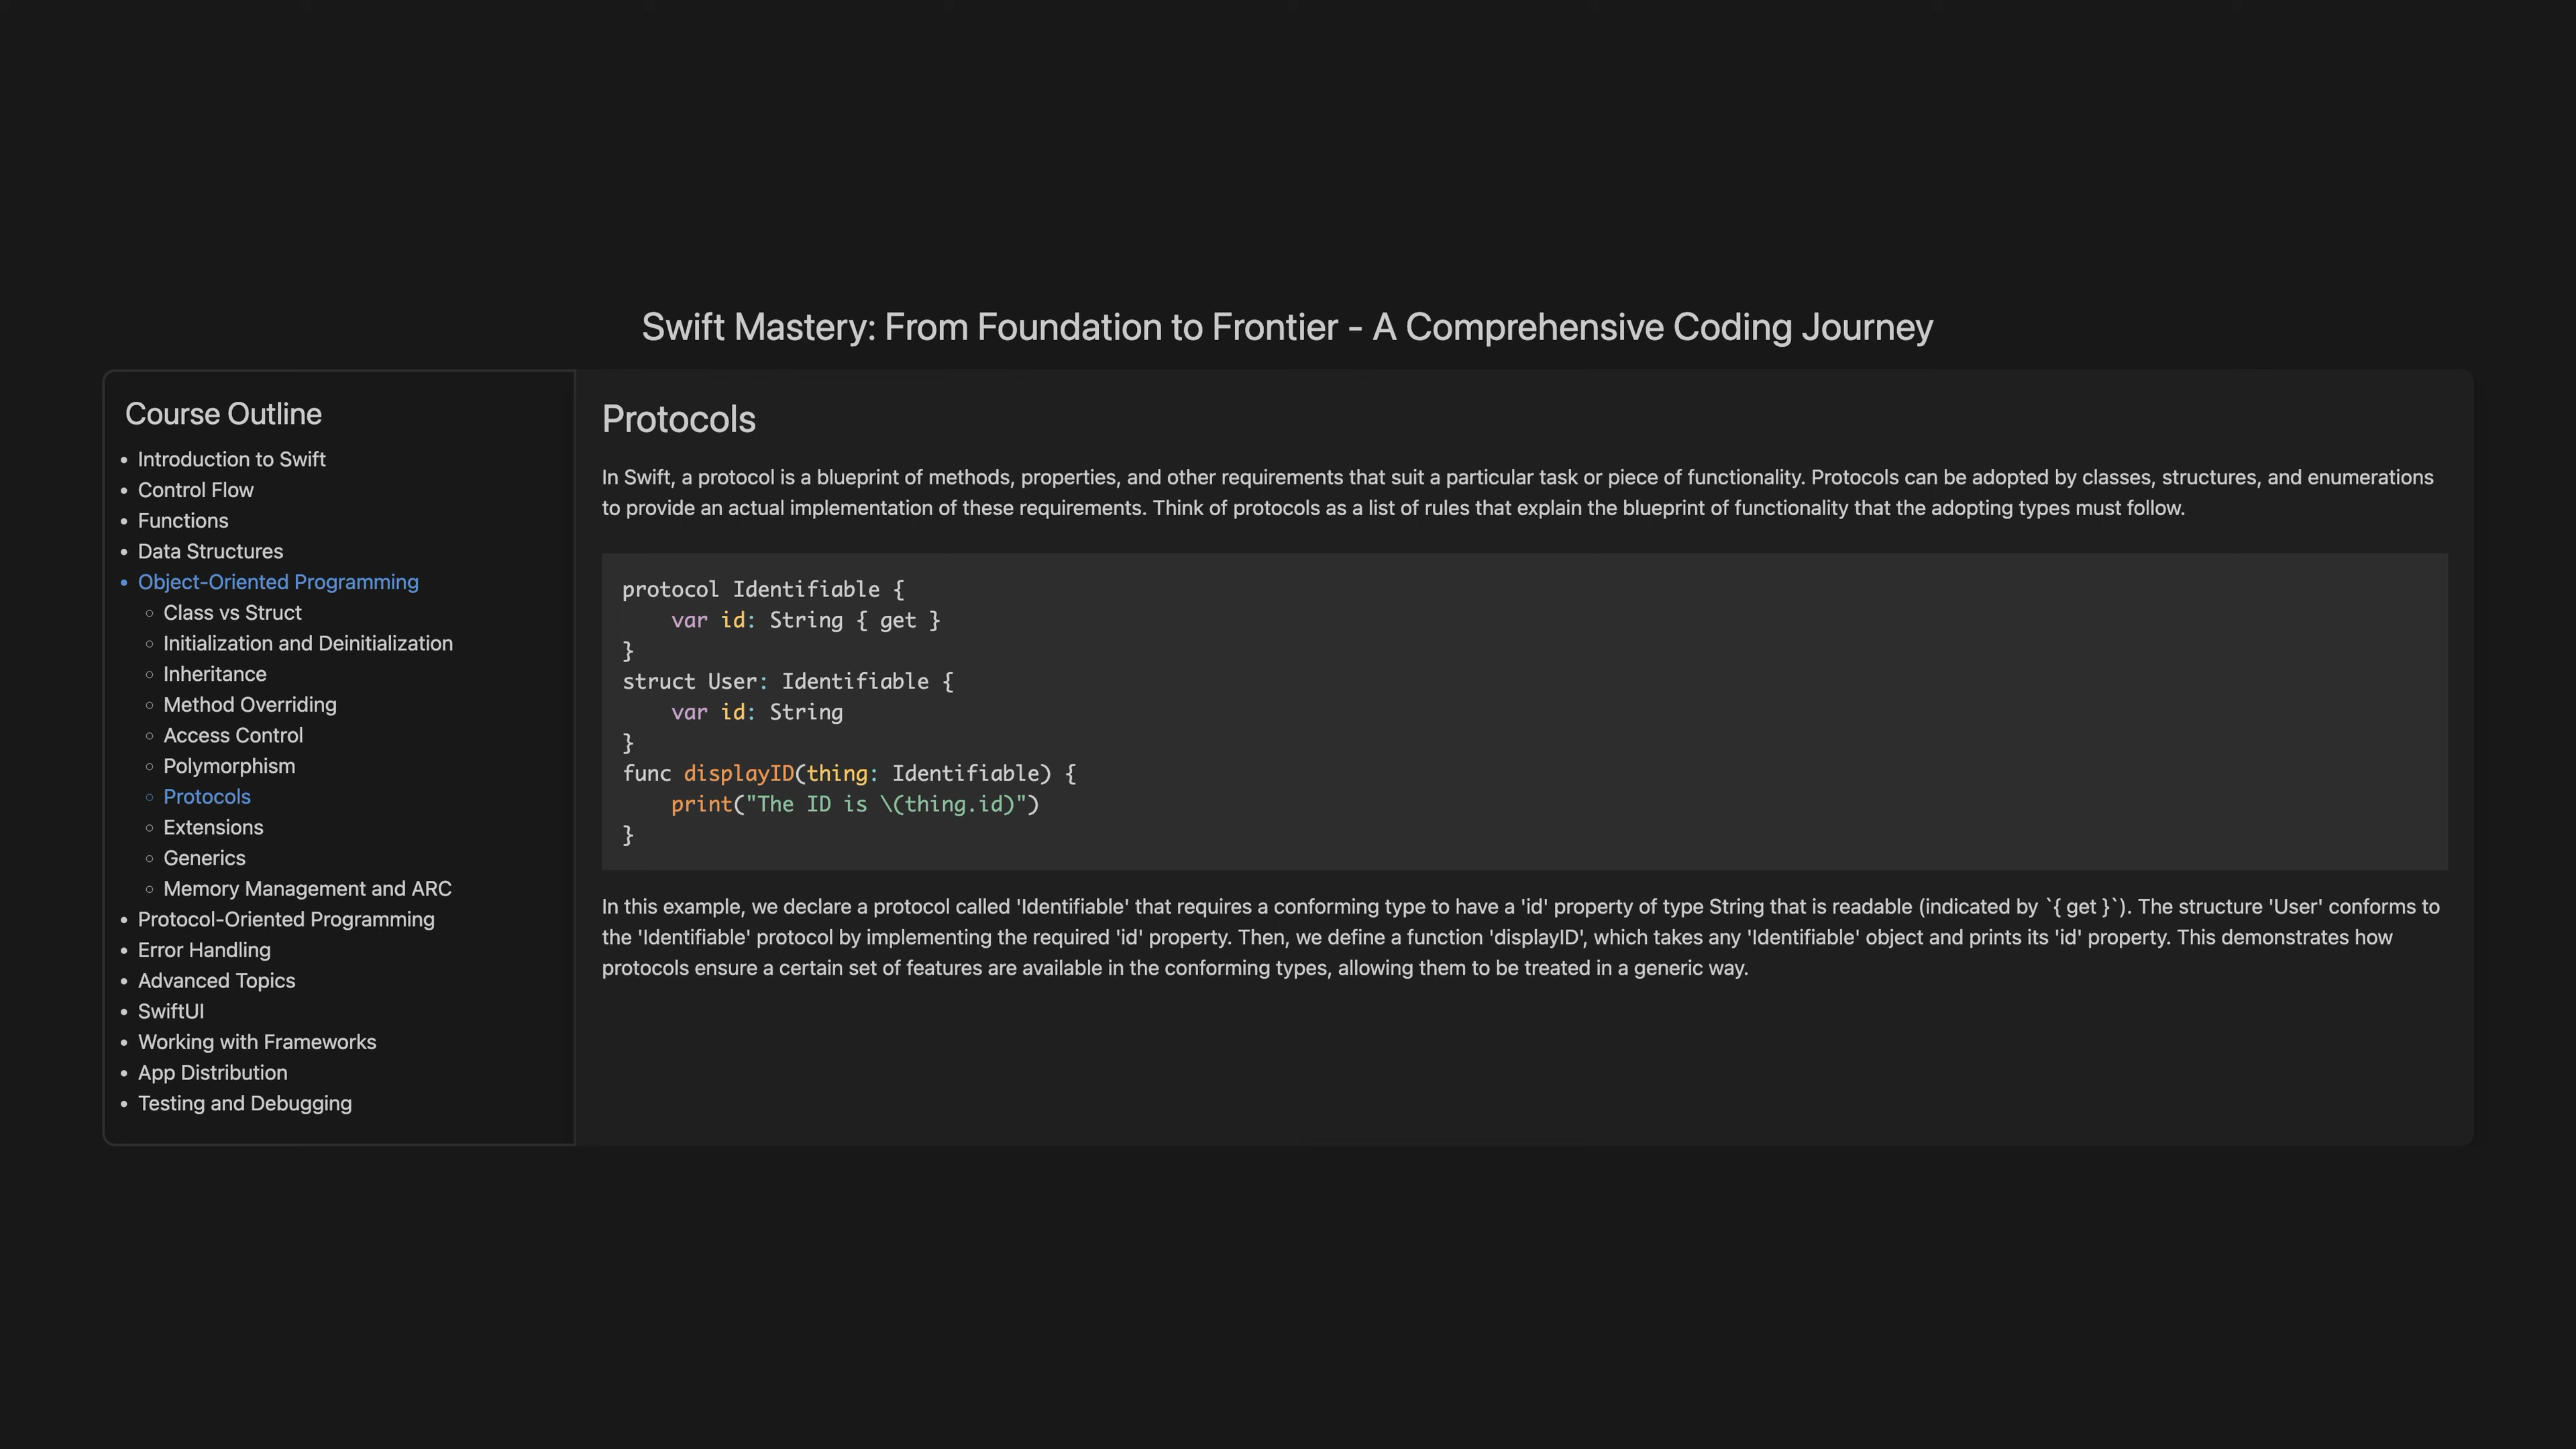 Swift Mastery: From Foundation to Frontier - A Comprehensive Coding Journey
Course Outline
Introduction to Swift
Control Flow
Functions
Data Structures
Object-Oriented Programming
Class vs Struct
Initialization and Deinitialization
Inheritance
Method Overriding
Access Control
Polymorphism
Protocols
Extensions
Generics
Memory Management and ARC
Protocol-Oriented Programming
Error Handling
Advanced Topics
SwiftUI
Working with Frameworks
App Distribution
Testing and Debugging
Protocols
In Swift, a protocol is a blueprint of methods, properties, and other requirements that suit a particular task or piece of functionality. Protocols can be adopted by classes, structures, and enumerations
to provide an actual implementation of these requirements. Think of protocols as a list of rules that explain the blueprint of functionality that the adopting types must follow.
protocol Identifiable {
    var id: String { get }
}
struct User: Identifiable {
    var id: String
}
func displayID(thing: Identifiable) {
    print("The ID is \(thing.id)")
}
In this example, we declare a protocol called 'Identifiable' that requires a conforming type to have a 'id' property of type String that is readable (indicated by `{ get }`). The structure 'User' conforms to
the 'Identifiable' protocol by implementing the required 'id' property. Then, we define a function 'displayID', which takes any 'Identifiable' object and prints its 'id' property. This demonstrates how
protocols ensure a certain set of features are available in the conforming types, allowing them to be treated in a generic way.